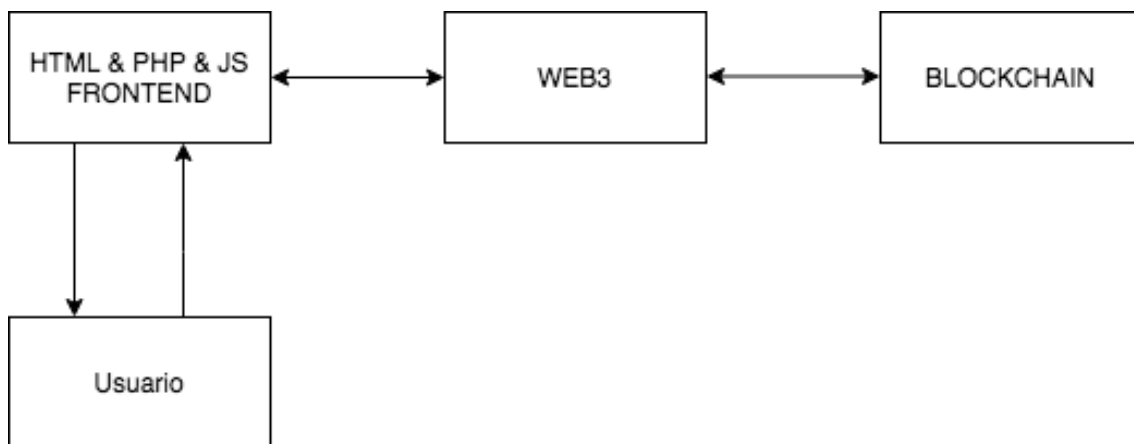 HTML & PHP & JS
FRONTEND
WEB3
BLOCKCHAIN
Usuario